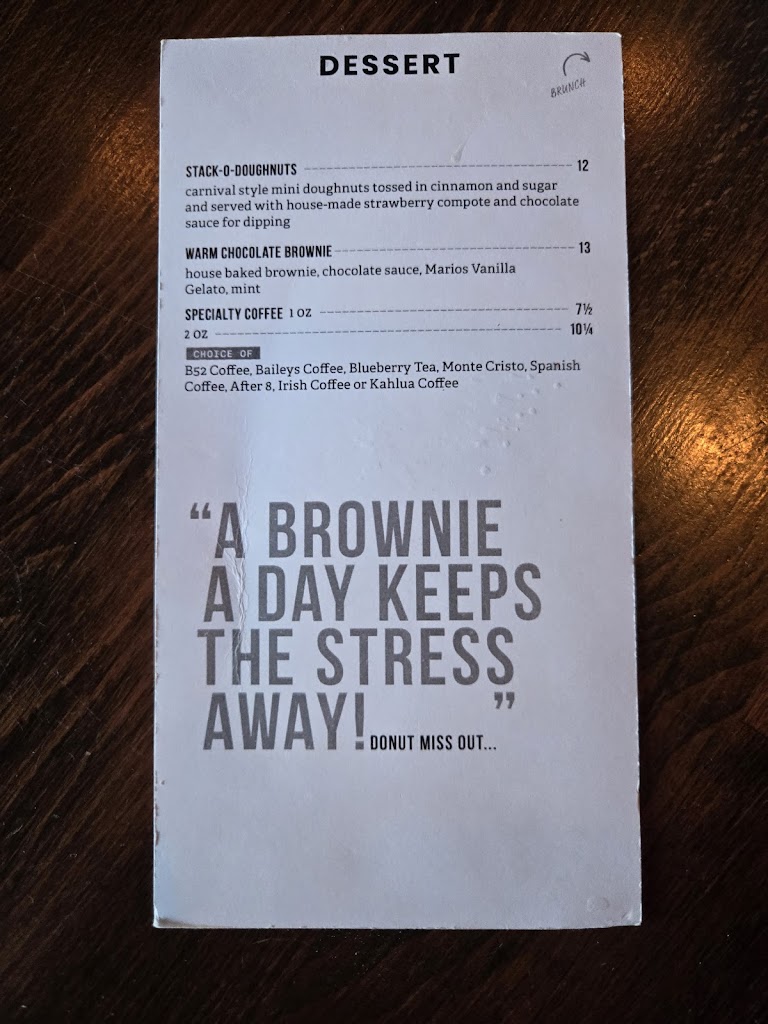 DESSERT
BRUNCH
STACK-O-DOUGHNUTS 12
carnival style mini doughnuts tossed in cinnamon and sugar
and served with house-made strawberry compote and chocolate
sauce for dipping
WARM CHOCOLATE BROWNIE 13
house baked brownie, chocolate sauce, Marios Vanilla
Gelato, mint
SPECIALTY COFFEE 1 OZ 7½
2 OZ 10¼
CHOICE OF
B52 Coffee, Baileys Coffee, Blueberry Tea, Monte Cristo, Spanish
Coffee, After 8, Irish Coffee or Kahlua Coffee
“A BROWNIE
A DAY KEEPS
THE STRESS
AWAY! ”
DONUT MISS OUT...